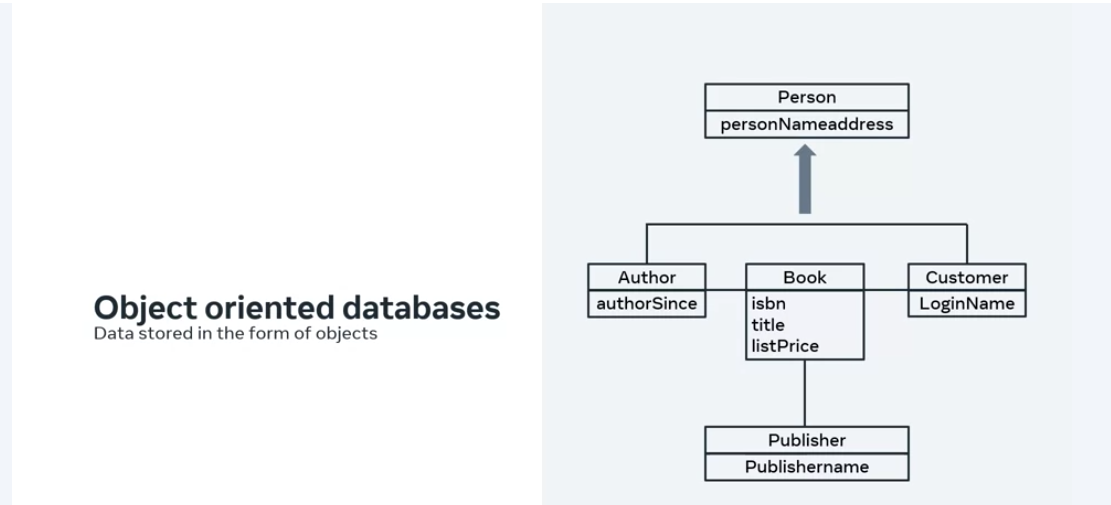 Object oriented databases
Data stored in the form of objects
Person
personNameaddress
Author
authorSince
Book
isbn
title
listPrice
Customer
LoginName
Publisher
Publishername